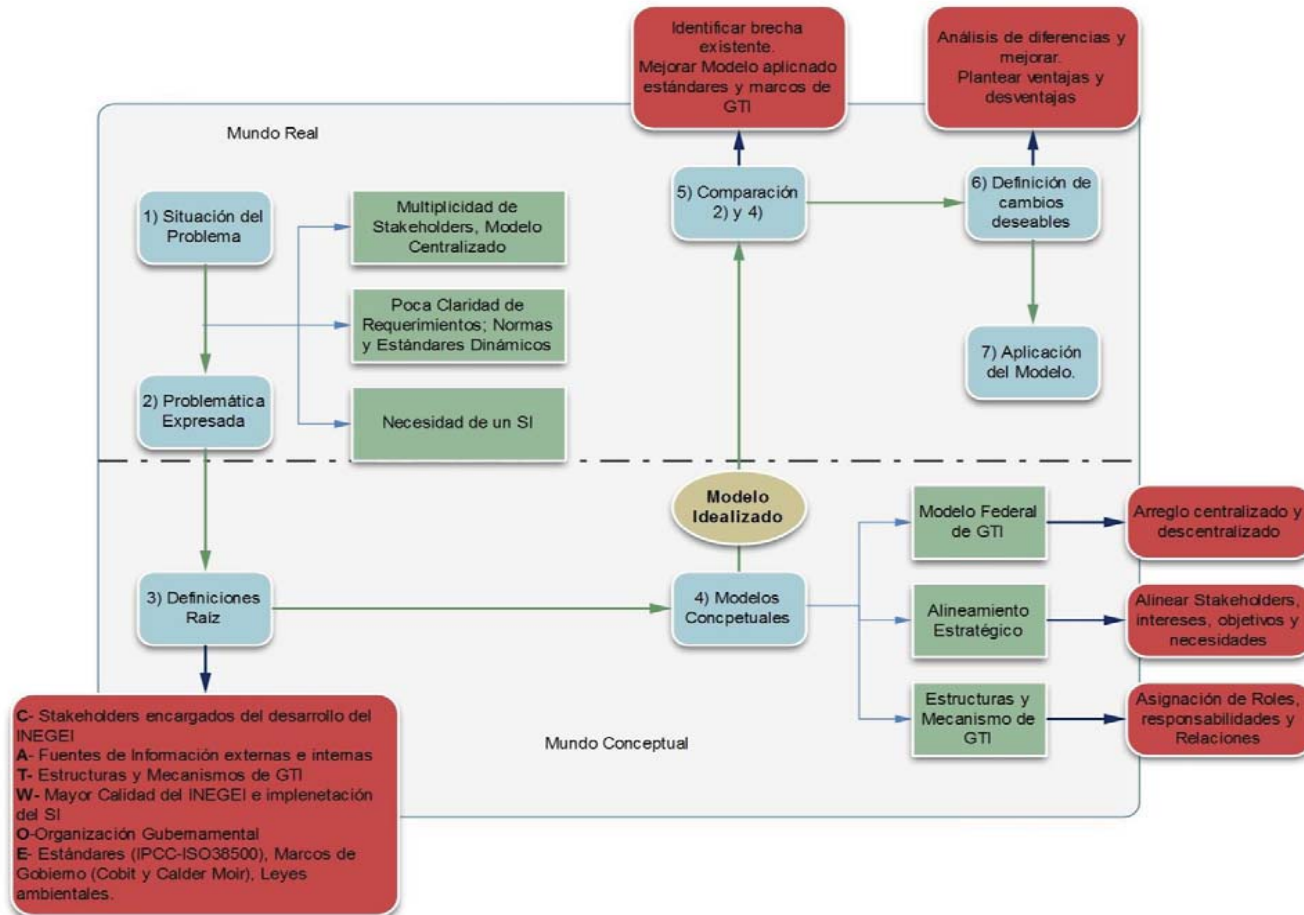 Identificar brecha
existente.
Mejorar Modelo aplicnado
estándares y marcos de
GTI
Análisis de diferencias y
mejorar.
Plantear ventajas y
desventajas
Mundo Real
1) Situación del
Problema
Multiplicidad de
Stakeholders, Modelo
Centralizado
5) Comparación
2) y 4)
6) Definición de
cambios
deseables
Poca Claridad de
Requerimientos; Normas
y Estándares Dinámicos
7) Aplicación
del Modelo.
2) Problemática
Expresada
Necesidad de un SI
Modelo
Idealizado
Modelo Federal
de GTI
Arreglo centralizado y
descentralizado
3) Definiciones
Raíz
4) Modelos
Concpetuales
Alineamiento
Estratégico
Alinear Stakeholders,
intereses, objetivos y
necesidades
Estructuras y
Mecanismo de
GTI
Asignación de Roles,
responsabilidades y
Relaciones
C- Stakeholders encargados del desarrollo del
INEGEI
A- Fuentes de Información externas e internas
T- Estructuras y Mecanismos de GTI
W- Mayor Calidad del INEGEI e implenetación
del SI
O-Organización Gubernamental
E- Estándares (IPCC-ISO38500), Marcos de
Gobierno (Cobit y Calder Moir), Leyes
ambientales.
Mundo Conceptual